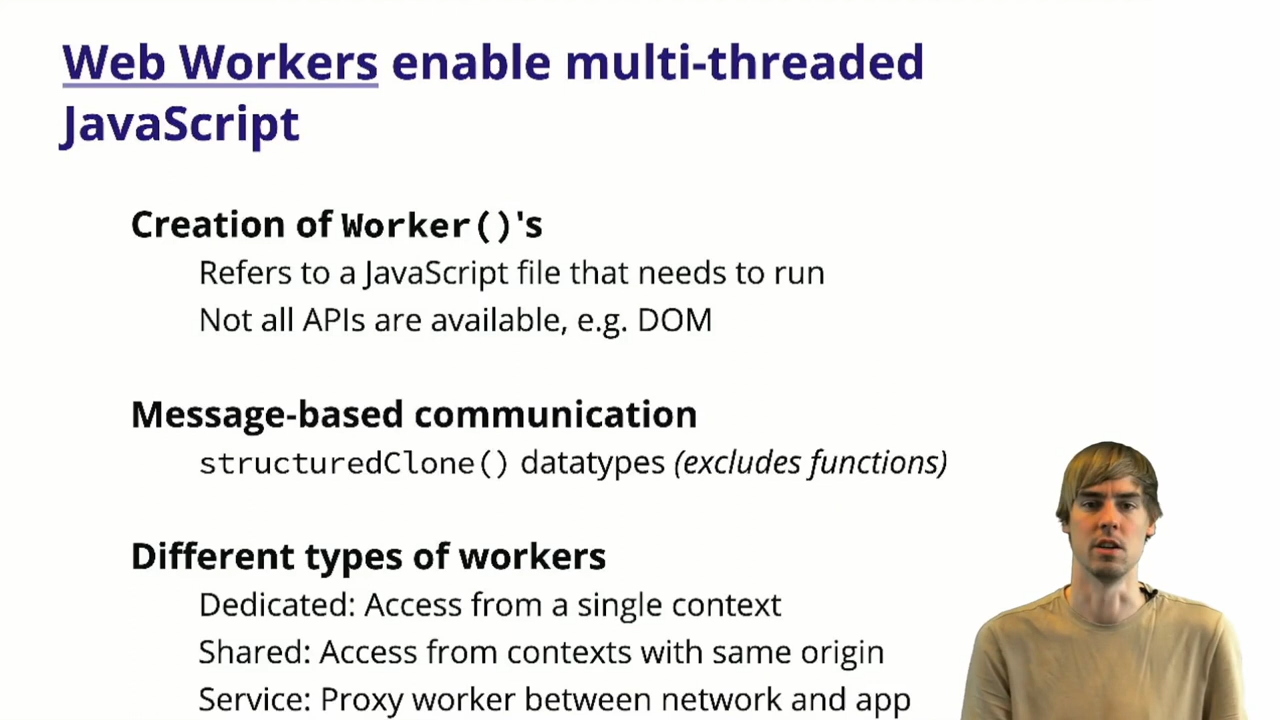 Web Workers enable multi-threaded
JavaScript
Creation of Worker()'s
Refers to a JavaScript file that needs to run
Not all APIs are available, e.g. DOM
Message-based communication
structuredClone() datatypes (excludes functions)
Different types of workers
Dedicated: Access from a single context
Shared: Access from contexts with same origin
Service: Proxy worker between network and app